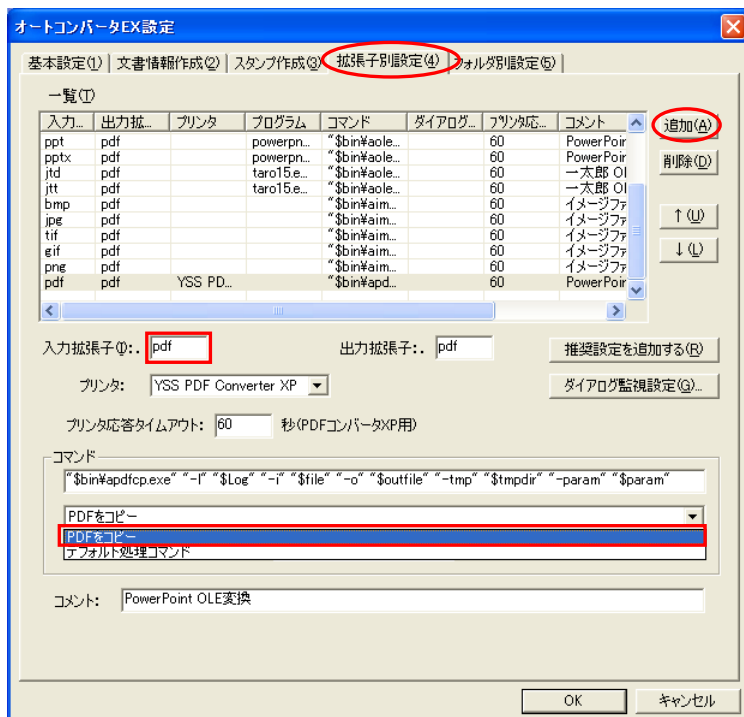 オートコンバータEX設定
基本設定(1) 文書情報作成(2) スタンプ作成(3) 拡張子別設定(4) フォルダ別設定(5)
一覧(T)
入力... 出力拡... プリンタ プログラム コマンド ダイアログ... プリンタ応... コメント
ppt pdf powerpn... "$bin¥aole... 60 PowerPoir
pptx pdf powerpn... "$bin¥aole... 60 PowerPoir
jtd pdf taro15.e... "$bin¥aole... 60 一太郎 Ol
jtt pdf taro15.e... "$bin¥aole... 60 一太郎 Ol
bmp pdf "$bin¥aim... 60 イメージファ
jpg pdf "$bin¥aim... 60 イメージファ
tif pdf "$bin¥aim... 60 イメージファ
gif pdf "$bin¥aim... 60 イメージファ
png pdf "$bin¥aim... 60 イメージファ
pdf pdf YSS PD... "$bin¥apd... 60 PowerPoir
追加(A)
削除(D)
↑(U)
↓(L)
入力拡張子(I):. pdf 出力拡張子:. pdf 推奨設定を追加する(R)
プリンタ: YSS PDF Converter XP ダイアログ監視設定(G)...
プリンタ応答タイムアウト: 60 秒(PDFコンバータXP用)
コマンド
"$bin¥apdfcp.exe" "-l" "$Log" "-i" "$file" "-o" "$outfile" "-tmp" "$tmpdir" "-param" "$param"
PDFをコピー
PDFをコピー
デフォルト処理コマンド
コメント: PowerPoint OLE変換
OK キャンセル